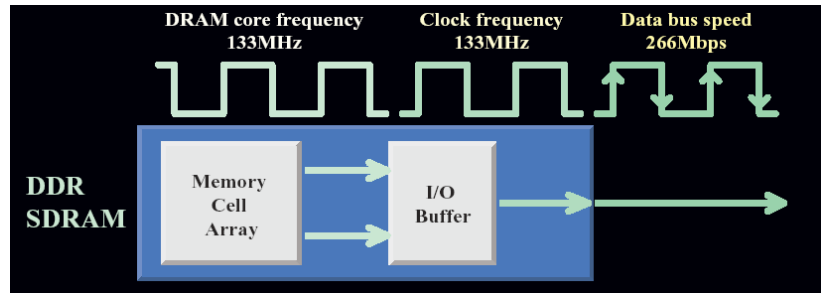 DRAM core frequency
133MHz
Clock frequency
133MHz
Data bus speed
266Mbps
DDR
SDRAM
Memory
Cell
Array
I/O
Buffer